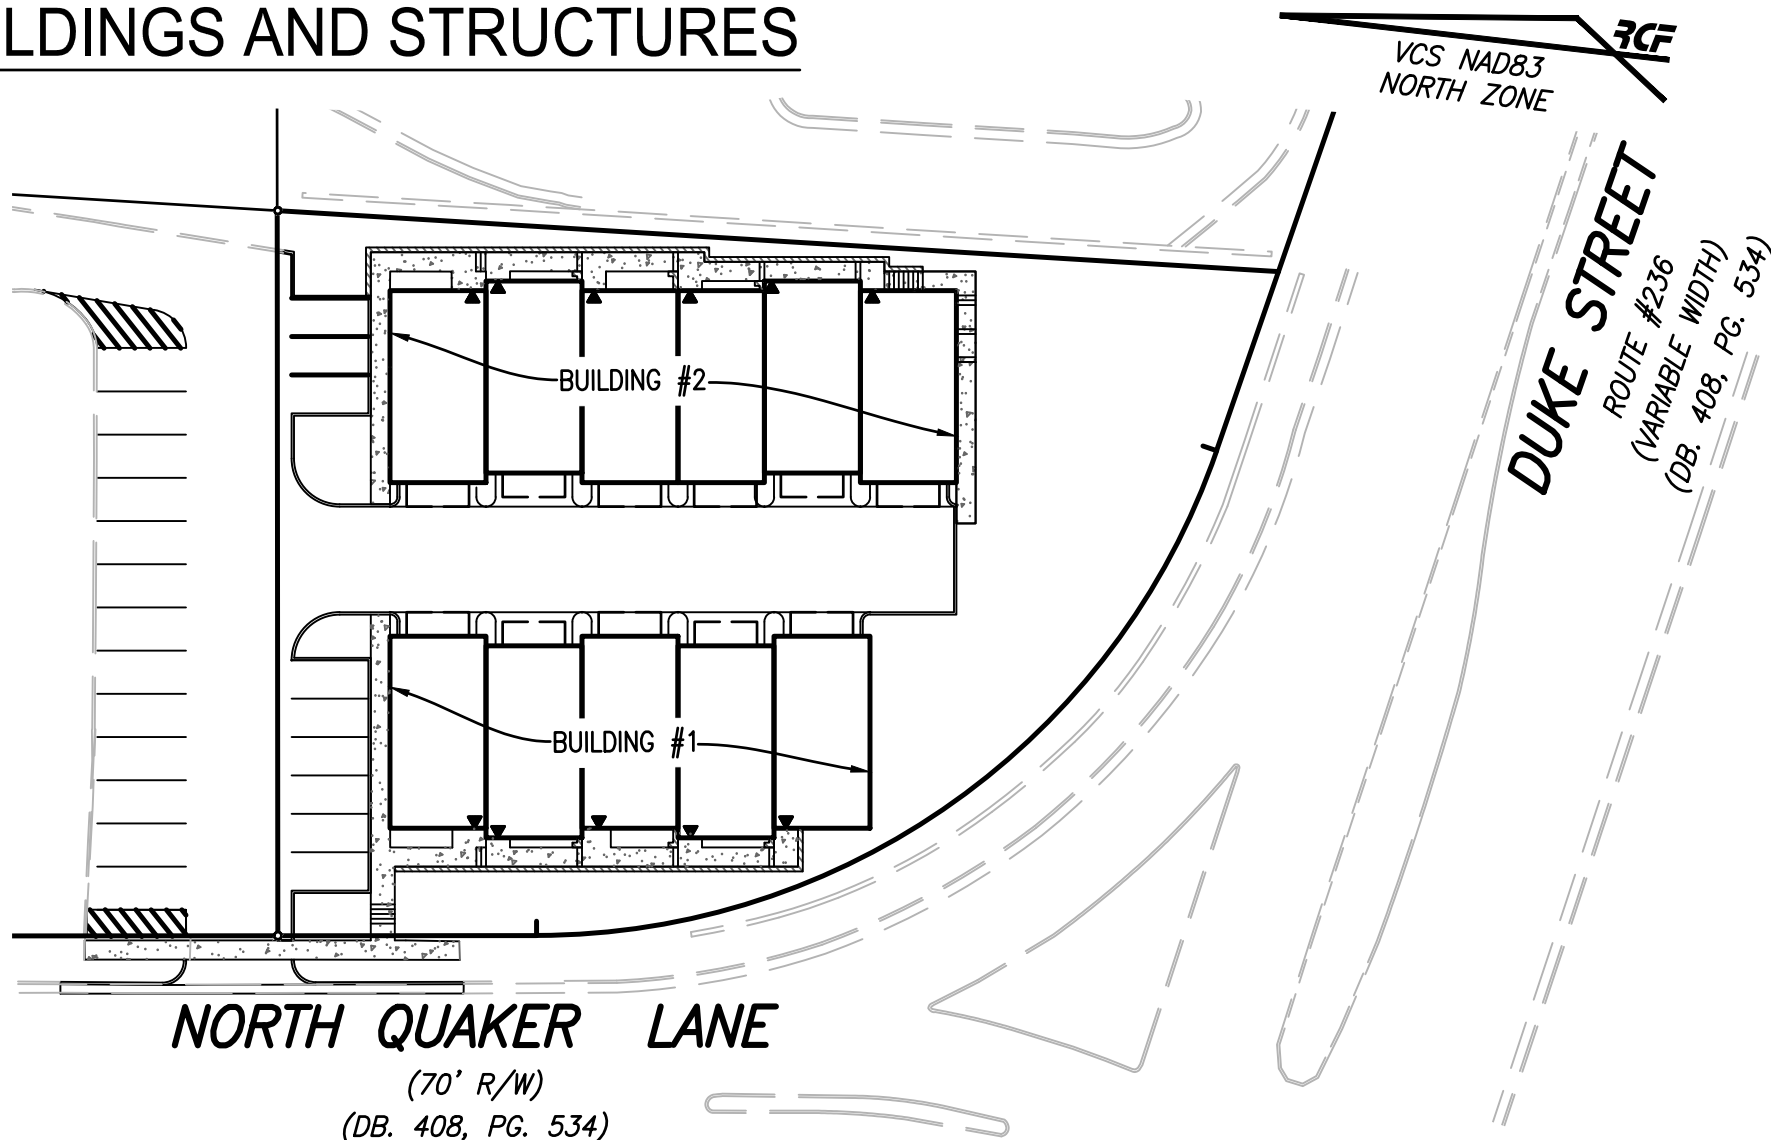 LDINGS AND STRUCTURES
RCF
VCS NAD83
NORTH ZONE
DUKE STREET
ROUTE #236
(VARIABLE WIDTH)
(DB. 408, PG. 534)
BUILDING #2
BUILDING #1
NORTH QUAKER LANE
(70' R/W)
(DB. 408, PG. 534)